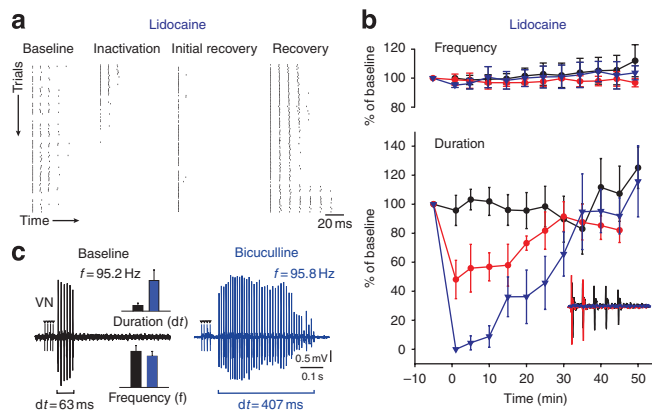 a
Lidocaine
Baseline Inactivation Initial recovery Recovery
Trials
Time
20 ms
b
Lidocaine
Frequency
% of baseline
120
100
80
Duration
% of baseline
140
120
100
80
60
40
20
0
−10 0 10 20 30 40 50
Time (min)
c
Baseline
f = 95.2 Hz
VN
Duration (dt)
Frequency (f)
dt = 63 ms
Bicuculline
f = 95.8 Hz
0.5 mV
0.1 s
dt = 407 ms